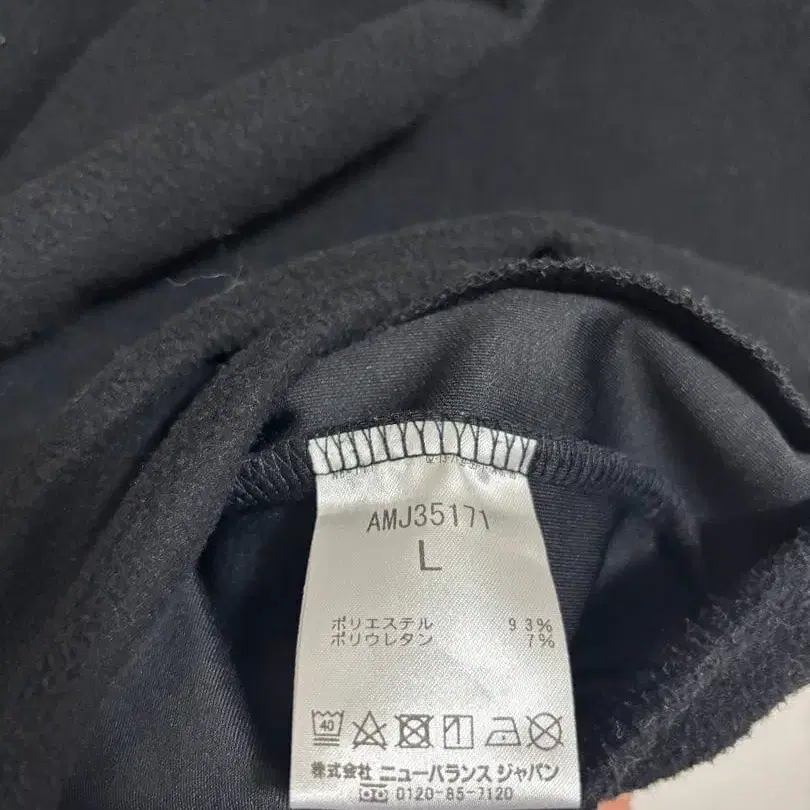 AMJ35171
L
ポリエステル 93%
ポリウレタン 7%
40
株式会社 ニューバランス ジャパン
0120-85-7120